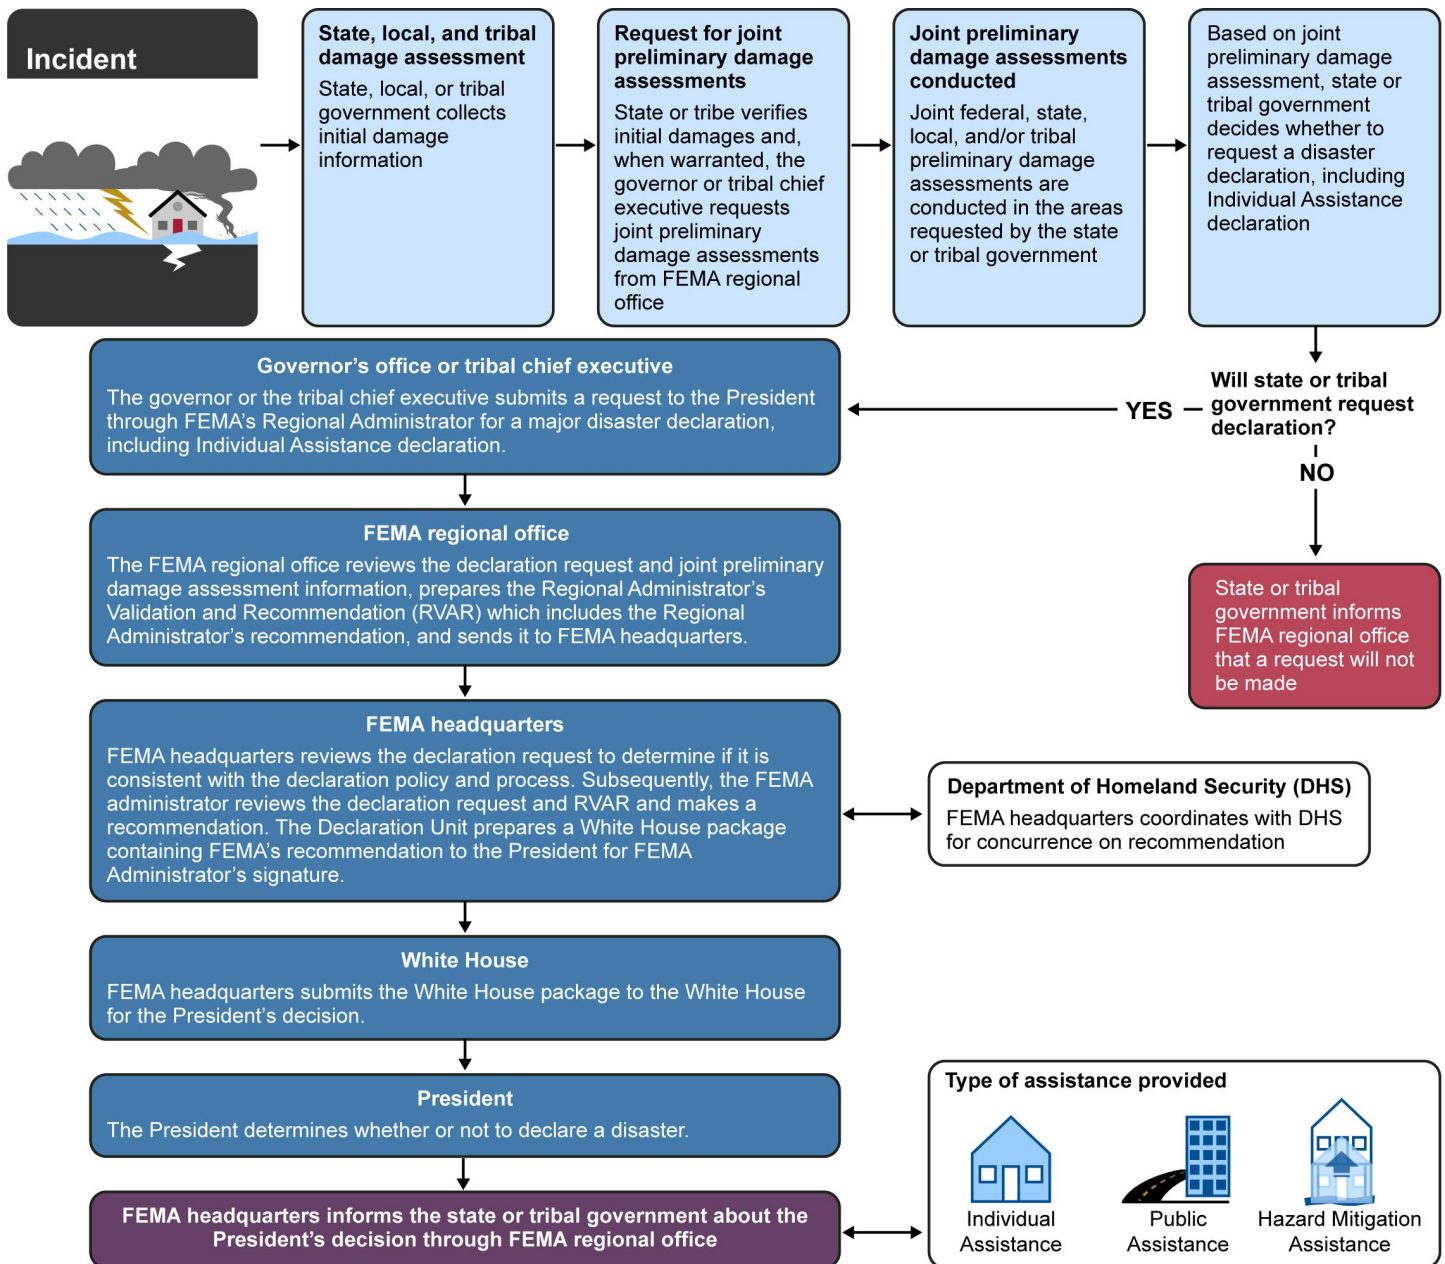 Incident
State, local, and tribal
damage assessment
State, local, or tribal
government collects
initial damage
information
Request for joint
preliminary damage
assessments
State or tribe verifies
initial damages and,
when warranted, the
governor or tribal chief
executive requests
joint preliminary
damage assessments
from FEMA regional
office
Joint preliminary
damage assessments
conducted
Joint federal, state,
local, and/or tribal
preliminary damage
assessments are
conducted in the areas
requested by the state
or tribal government
Based on joint
preliminary damage
assessment, state or
tribal government
decides whether to
request a disaster
declaration, including
Individual Assistance
declaration
Will state or tribal
government request
declaration?
YES
NO
State or tribal
government informs
FEMA regional office
that a request will not
be made
Governor’s office or tribal chief executive
The governor or the tribal chief executive submits a request to the President
through FEMA’s Regional Administrator for a major disaster declaration,
including Individual Assistance declaration.
FEMA regional office
The FEMA regional office reviews the declaration request and joint preliminary
damage assessment information, prepares the Regional Administrator’s
Validation and Recommendation (RVAR) which includes the Regional
Administrator’s recommendation, and sends it to FEMA headquarters.
FEMA headquarters
FEMA headquarters reviews the declaration request to determine if it is
consistent with the declaration policy and process. Subsequently, the FEMA
administrator reviews the declaration request and RVAR and makes a
recommendation. The Declaration Unit prepares a White House package
containing FEMA’s recommendation to the President for FEMA
Administrator’s signature.
Department of Homeland Security (DHS)
FEMA headquarters coordinates with DHS
for concurrence on recommendation
White House
FEMA headquarters submits the White House package to the White House
for the President’s decision.
President
The President determines whether or not to declare a disaster.
FEMA headquarters informs the state or tribal government about the
President’s decision through FEMA regional office
Type of assistance provided
Individual
Assistance
Public
Assistance
Hazard Mitigation
Assistance